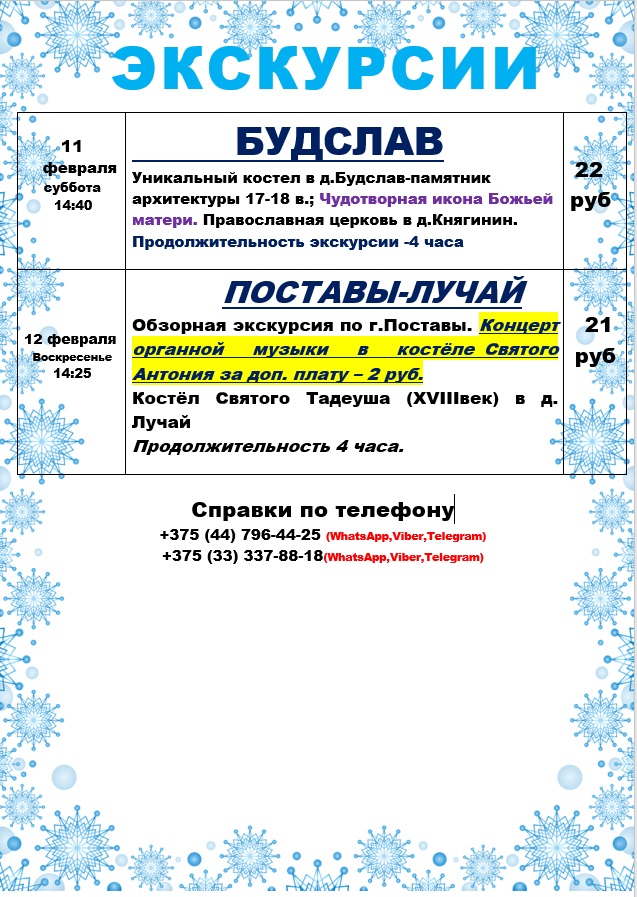 ЭКСКУРСИИ
11
февраля
суббота
14:40
БУДСЛАВ
Уникальный костел в д.Будслав-памятник
архитектуры 17-18 в.; Чудотворная икона Божьей
матери. Православная церковь в д.Княгинин.
Продолжительность экскурсии -4 часа
22
руб
12 февраля
Воскресенье
14:25
ПОСТАВЫ-ЛУЧАЙ
Обзорная экскурсия по г.Поставы. Концерт
органной музыки в костёле Святого
Антония за доп. плату – 2 руб.
Костёл Святого Тадеуша (XVIIIвек) в д.
Лучай
Продолжительность 4 часа.
21
руб
Справки по телефону
+375 (44) 796-44-25 (WhatsApp,Viber,Telegram)
+375 (33) 337-88-18(WhatsApp,Viber,Telegram)